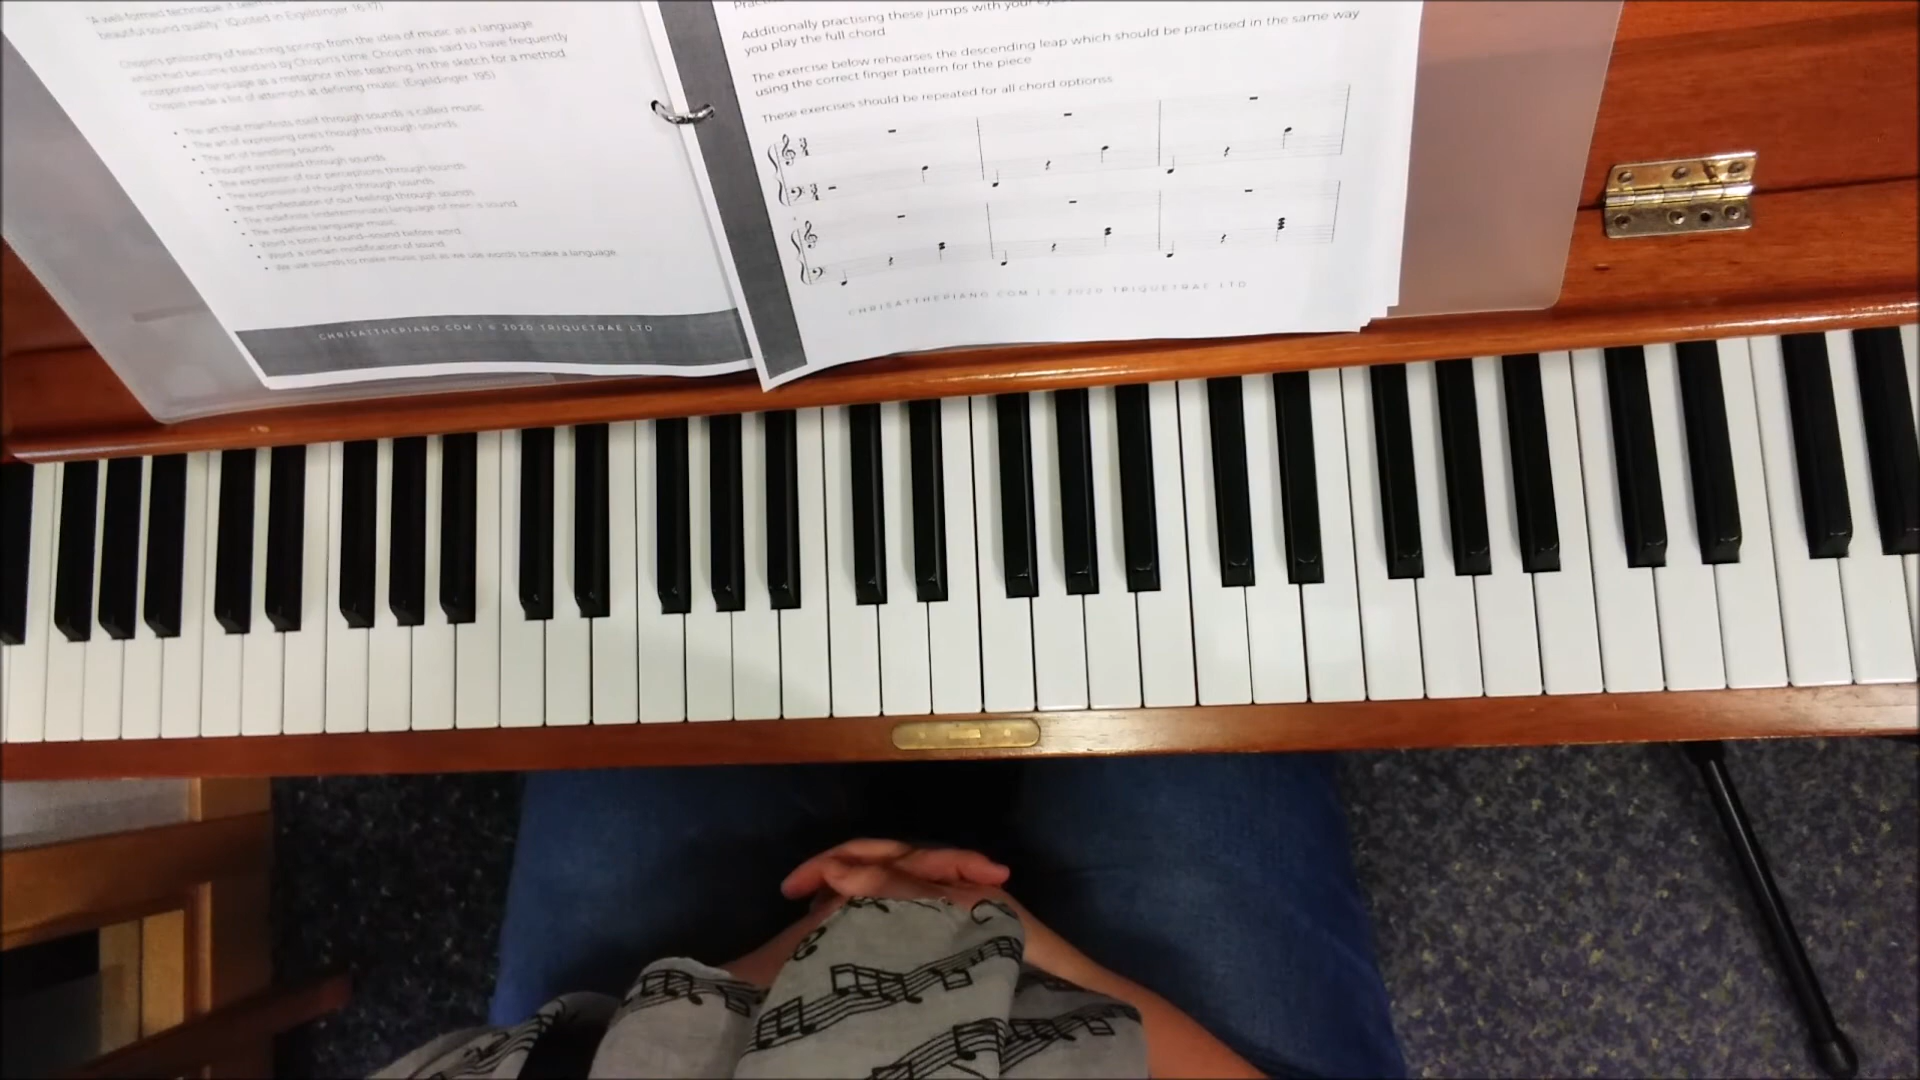 "A well-formed technique, it seems
beautiful sound quality" (Quoted in Eigeldinger 16-17)
Chopin's philosophy of teaching springs from the idea of music as a language
which had become standard by Chopin's time. Chopin was said to have frequently
incorporated language as a metaphor in his teaching. In the sketch for a method,
Chopin made a list of attempts at defining music. (Eigeldinger 195)
• The art that manifests itself through sounds is called music.
• The art of expressing one's thoughts through sounds.
• The art of handling sounds
• Thought expressed through sounds
• The expression of our perceptions through sounds.
• The expression of thought through sounds.
• The manifestation of our feelings through sounds
• The indefinite (indeterminate) language of men is sound.
• The indefinite language music.
• Word is born of sound-sound before word.
• Word: a certain modification of sound.
• We use sounds to make music just as we use words to make a language.
CHRISATTHEPIANO.COM | © 2020 TRIQUETRAE LTD
Additionally practising these jumps with your eyes
you play the full chord
The exercise below rehearses the descending leap which should be practised in the same way
using the correct finger pattern for the piece
These exercises should be repeated for all chord optionsss
CHRISATTHEPIANO.COM | © 2020 TRIQUETRAE LTD